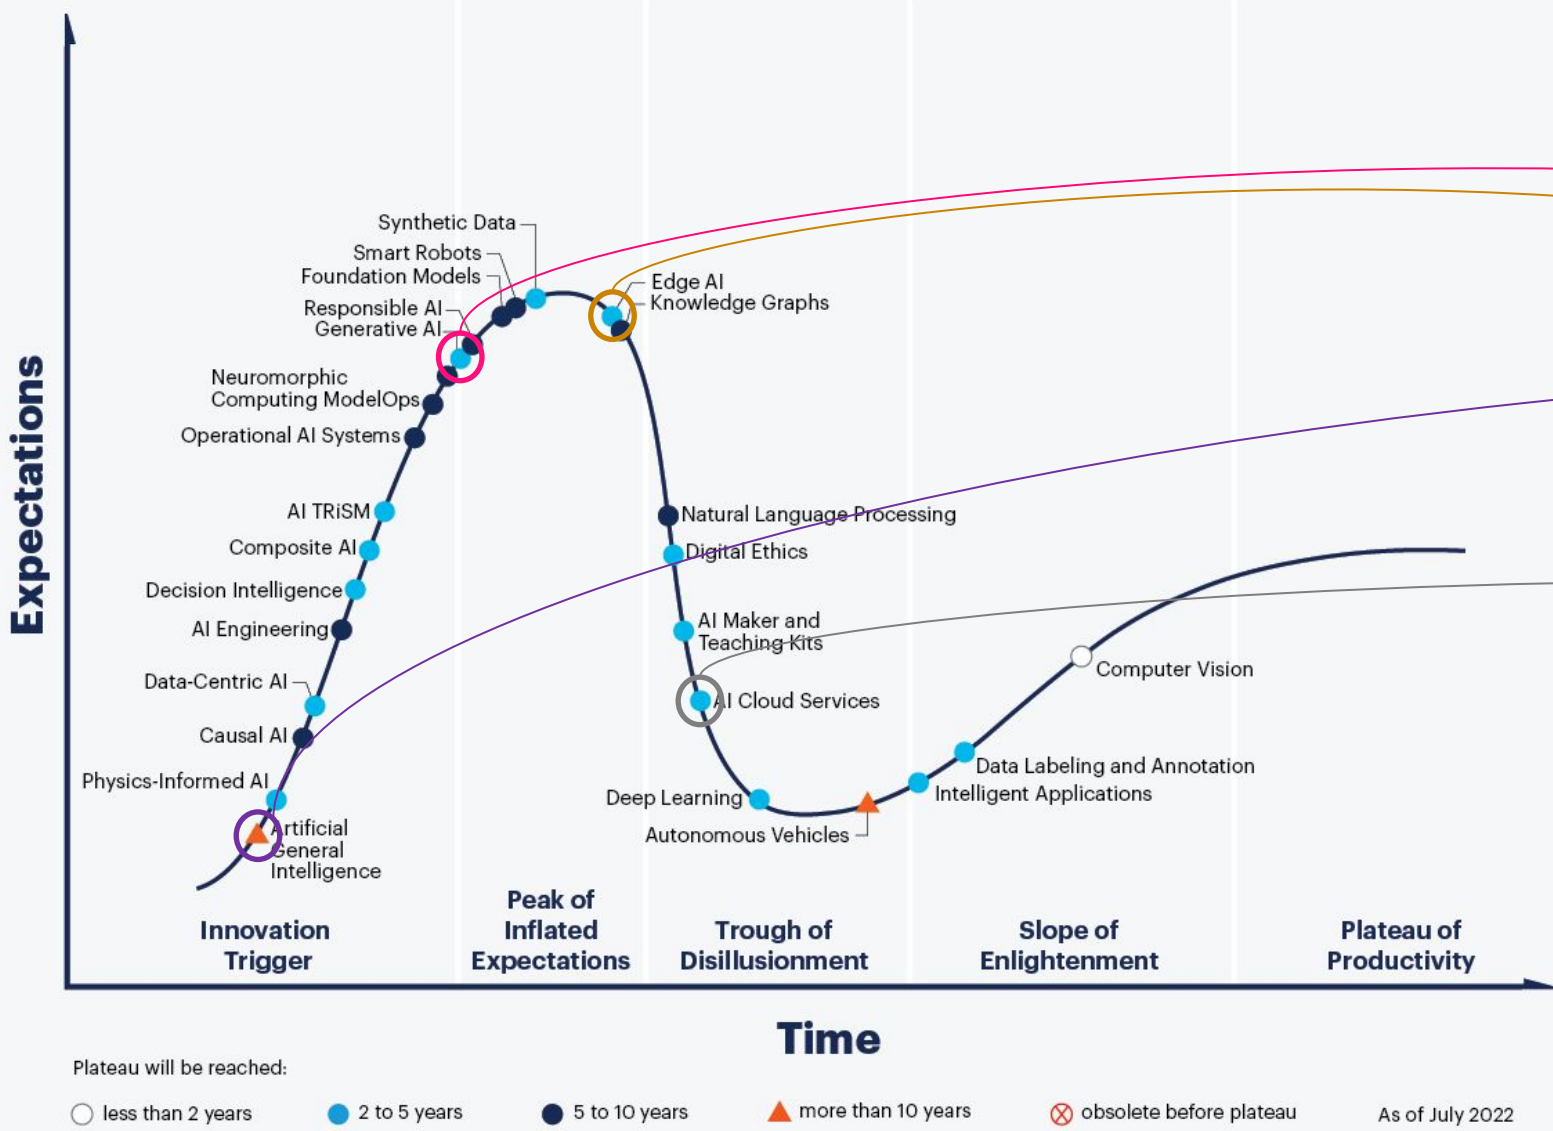 Expectations
Synthetic Data
Smart Robots
Foundation Models
Responsible AI
Generative AI
Neuromorphic
Computing ModelOps
Operational AI Systems
AI TRiSM
Composite AI
Decision Intelligence
AI Engineering
Data-Centric AI
Causal AI
Physics-Informed AI
Artificial
General
Intelligence
Edge AI
Knowledge Graphs
Natural Language Processing
Digital Ethics
AI Maker and
Teaching Kits
AI Cloud Services
Deep Learning
Autonomous Vehicles
Computer Vision
Data Labeling and Annotation
Intelligent Applications
Innovation
Trigger
Peak of
Inflated
Expectations
Trough of
Disillusionment
Slope of
Enlightenment
Plateau of
Productivity
Time
Plateau will be reached:
less than 2 years
2 to 5 years
5 to 10 years
more than 10 years
obsolete before plateau
As of July 2022